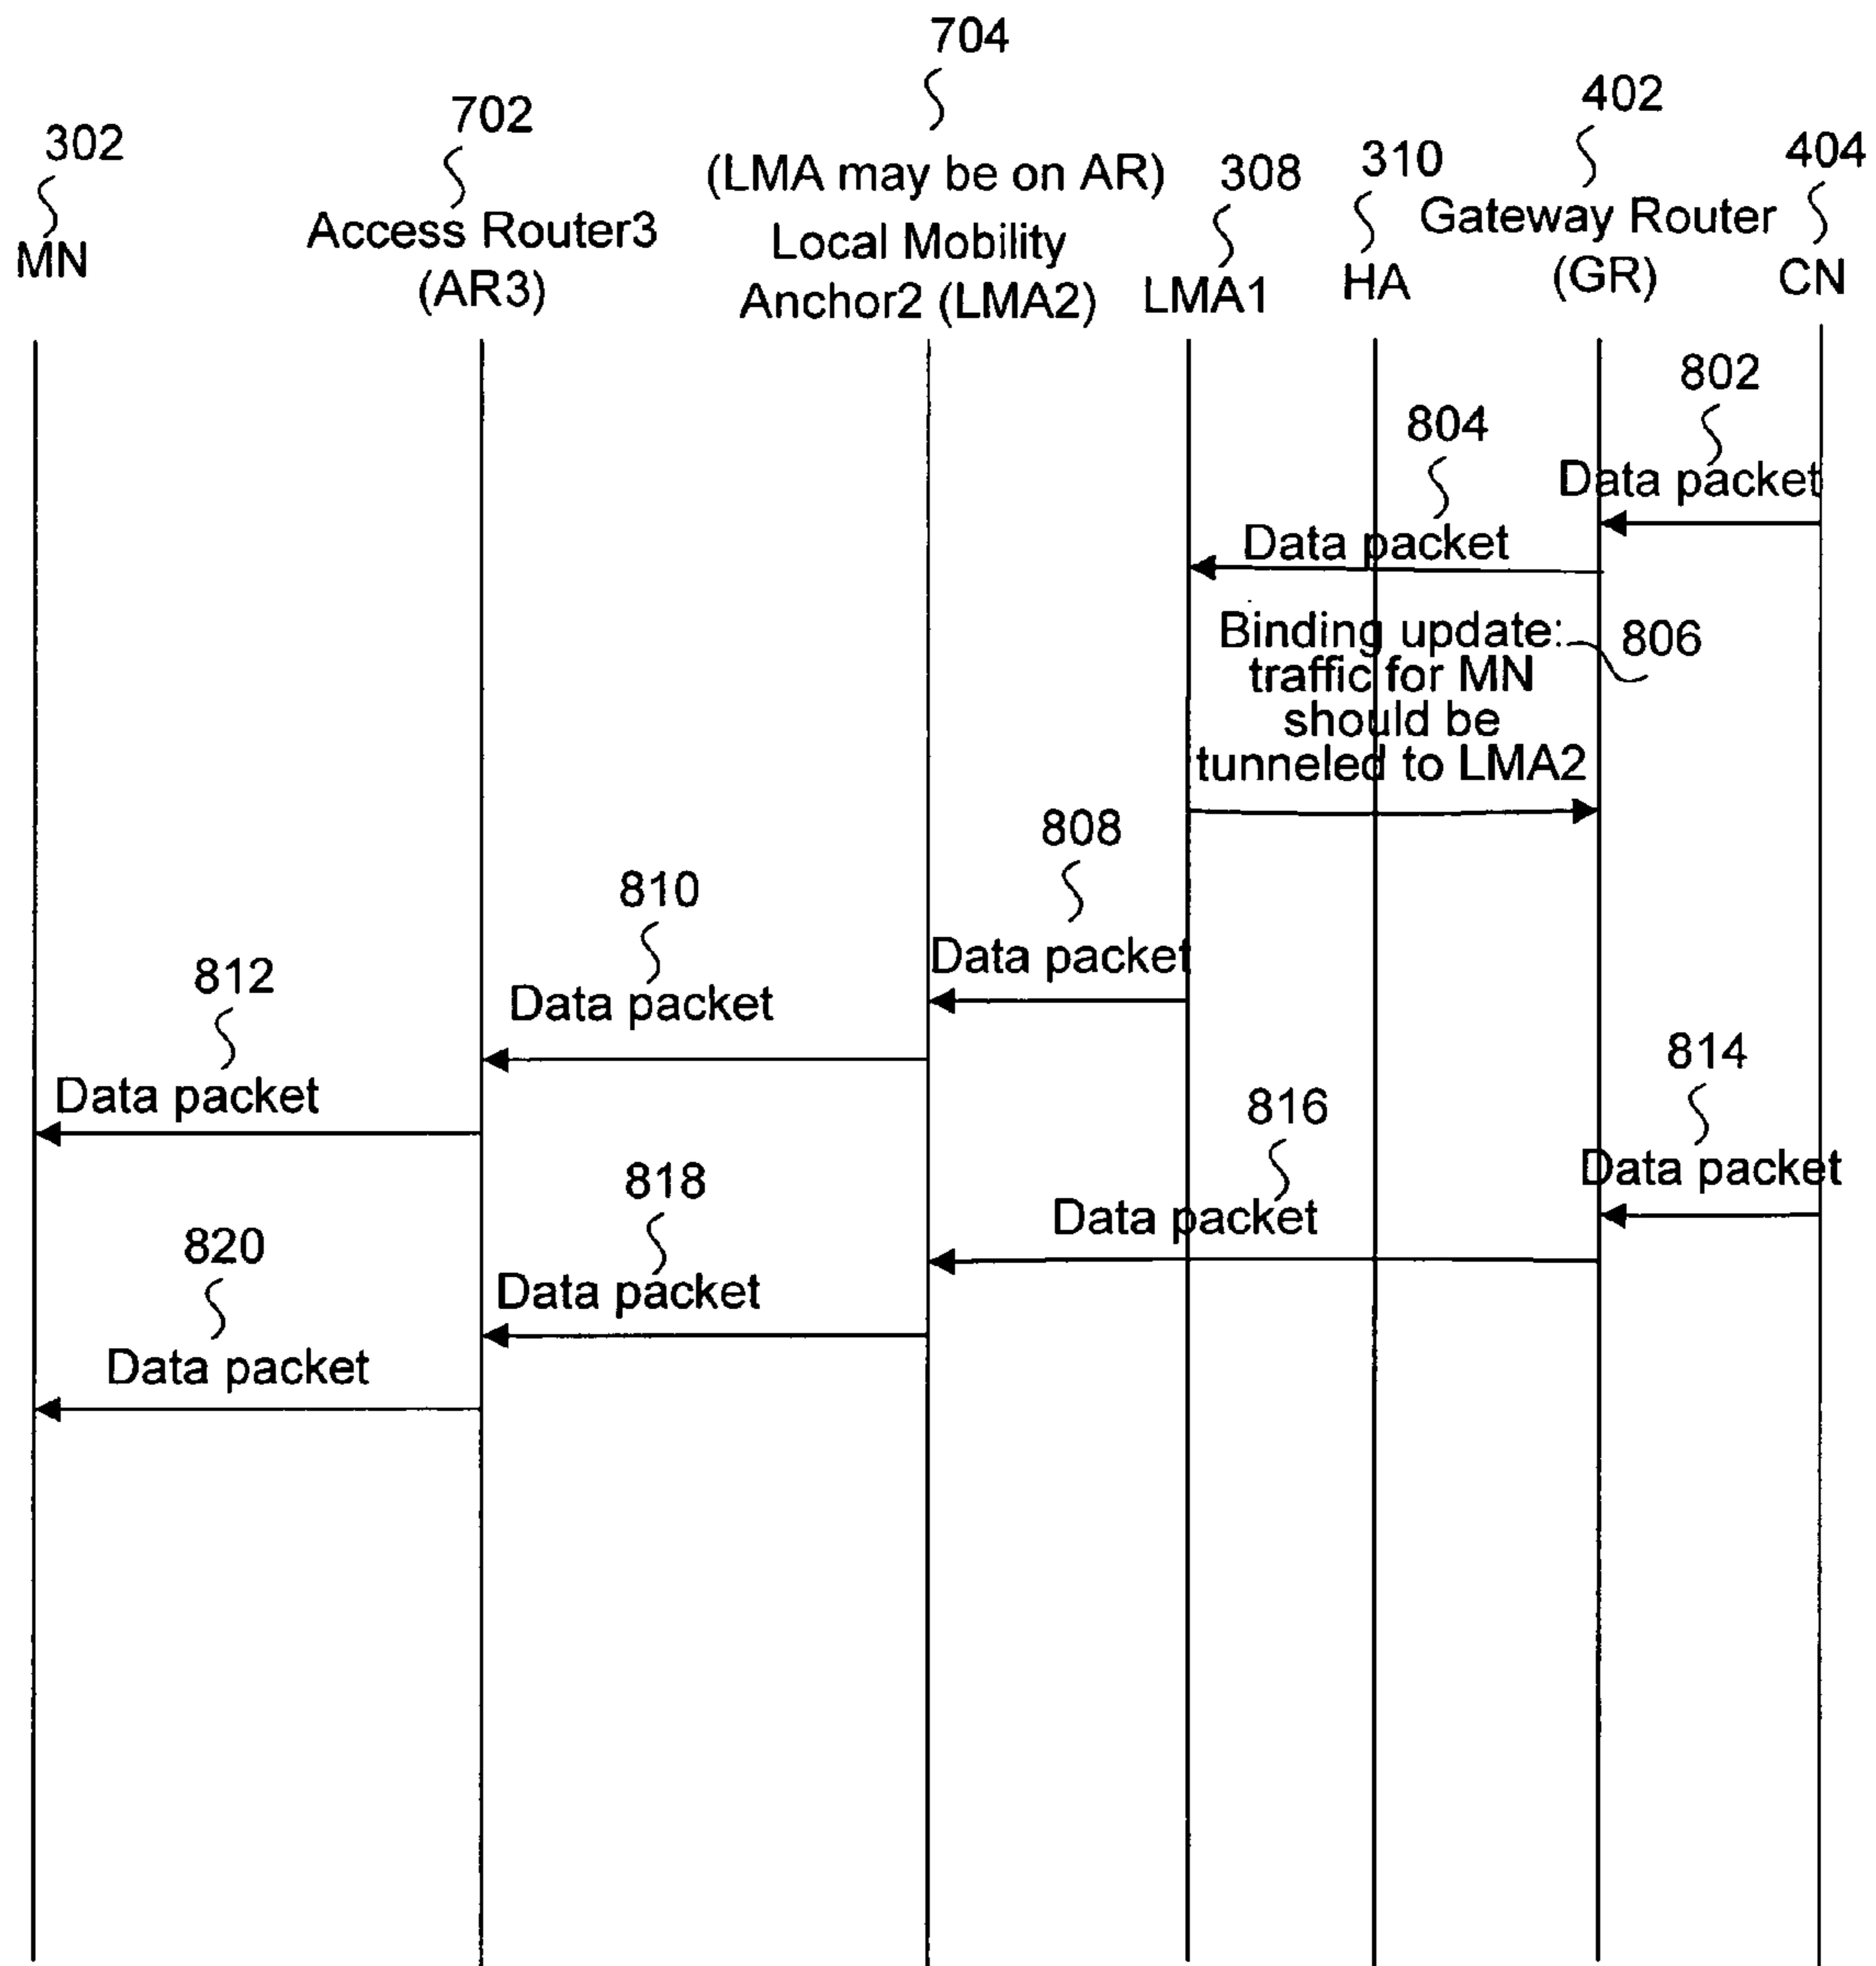 704
702
402
302
310
404
(LMA may be on AR)
308
Access Router3
(AR3)
Gateway Router
(GR)
Local Mobility
Anchor2 (LMA2)
MN
LMA1
HA
CN
802
804
Data packet
Data packet
Binding update:
traffic for MN
should be
tunneled to LMA2
806
808
810
Data packet
812
Data packet
814
Data packet
816
Data packet
818
Data packet
820
Data packet
Data packet